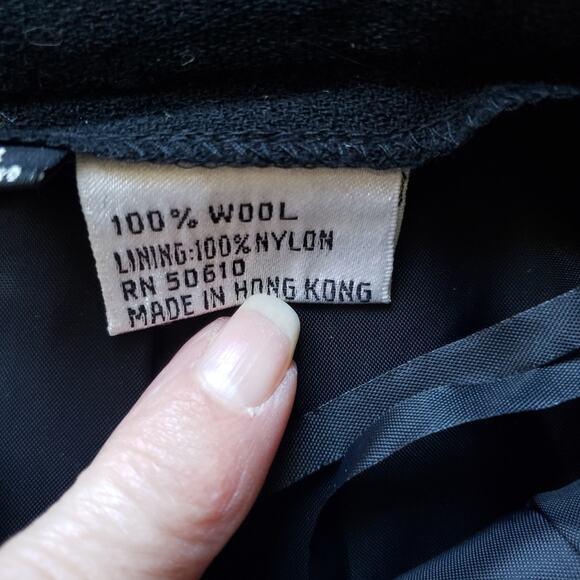 100% WOOL
LINING:100%NYLON
RN 50610
MADE IN HONG KONG